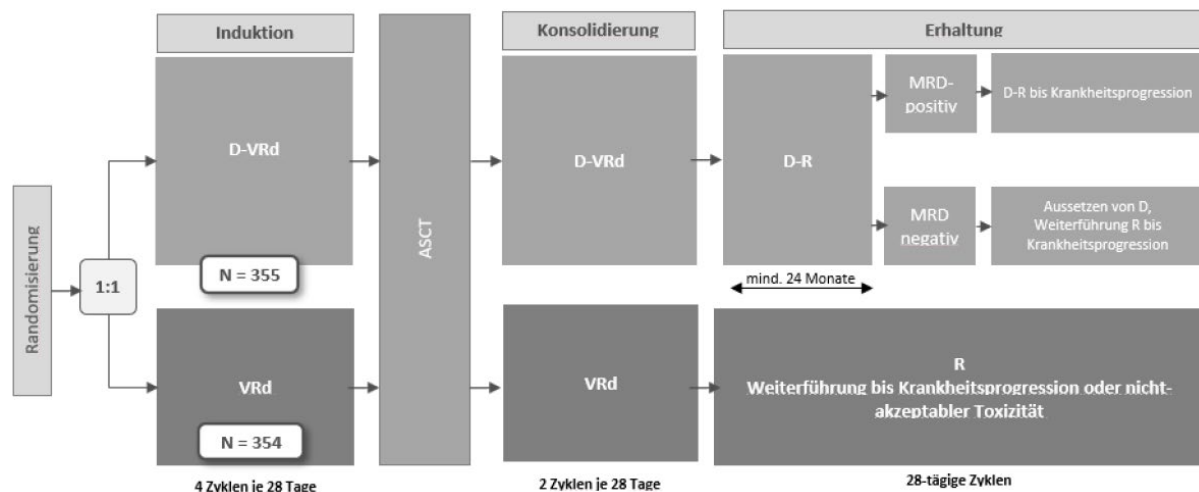 Induktion
Konsolidierung
Erhaltung
Randomisierung
1:1
D-VRd
N = 355
VRd
N = 354
4 Zyklen je 28 Tage
ASCT
D-VRd
VRd
2 Zyklen je 28 Tage
D-R
mind. 24 Monate
MRD-
positiv
D-R bis Krankheitsprogression
MRD
negativ
Aussetzen von D,
Weiterführung R bis
Krankheitsprogression
R
Weiterführung bis Krankheitsprogression oder nicht-
akzeptabler Toxizität
28-tägige Zyklen